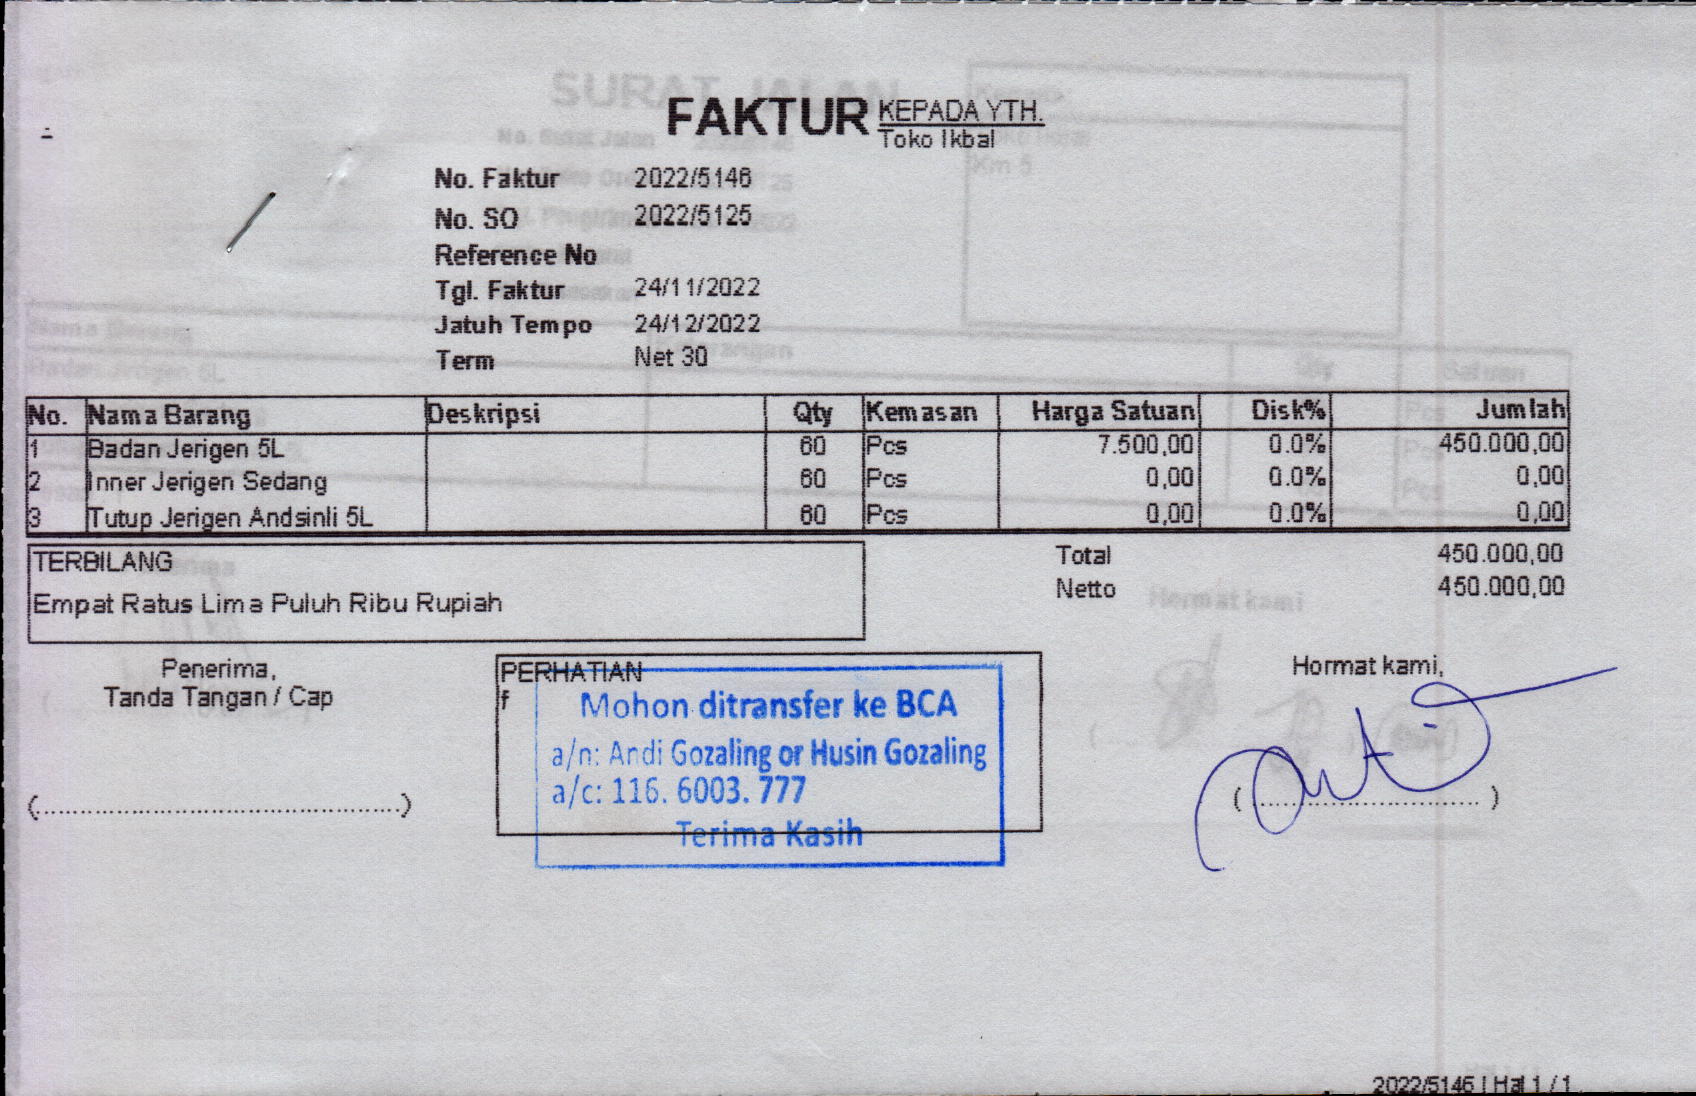 FAKTUR
KEPADA YTH.
Toko Ikbal
No. Faktur 2022/5146
No. SO 2022/5125
Reference No
Tgl. Faktur 24/11/2022
Jatuh Tempo 24/12/2022
Term Net 30
No. Nama Barang Deskripsi Qty Kemasan Harga Satuan Disk% Jumlah
1 Badan Jerigen 5L 60 Pcs 7.500,00 0.0% 450.000,00
2 Inner Jerigen Sedang 60 Pcs 0,00 0.0% 0,00
3 Tutup Jerigen Andsinli 5L 60 Pcs 0,00 0.0% 0,00
TERBILANG
Empat Ratus Lima Puluh Ribu Rupiah
Total 450.000,00
Netto 450.000,00
Penerima,
Tanda Tangan / Cap
(....................................................)
PERHATIAN
f
Mohon ditransfer ke BCA
a/n: Andi Gozaling or Husin Gozaling
a/c: 116. 6003. 777
Terima Kasih
Hormat kami,
( ................................ )
2022/5146 | Hal 1 / 1